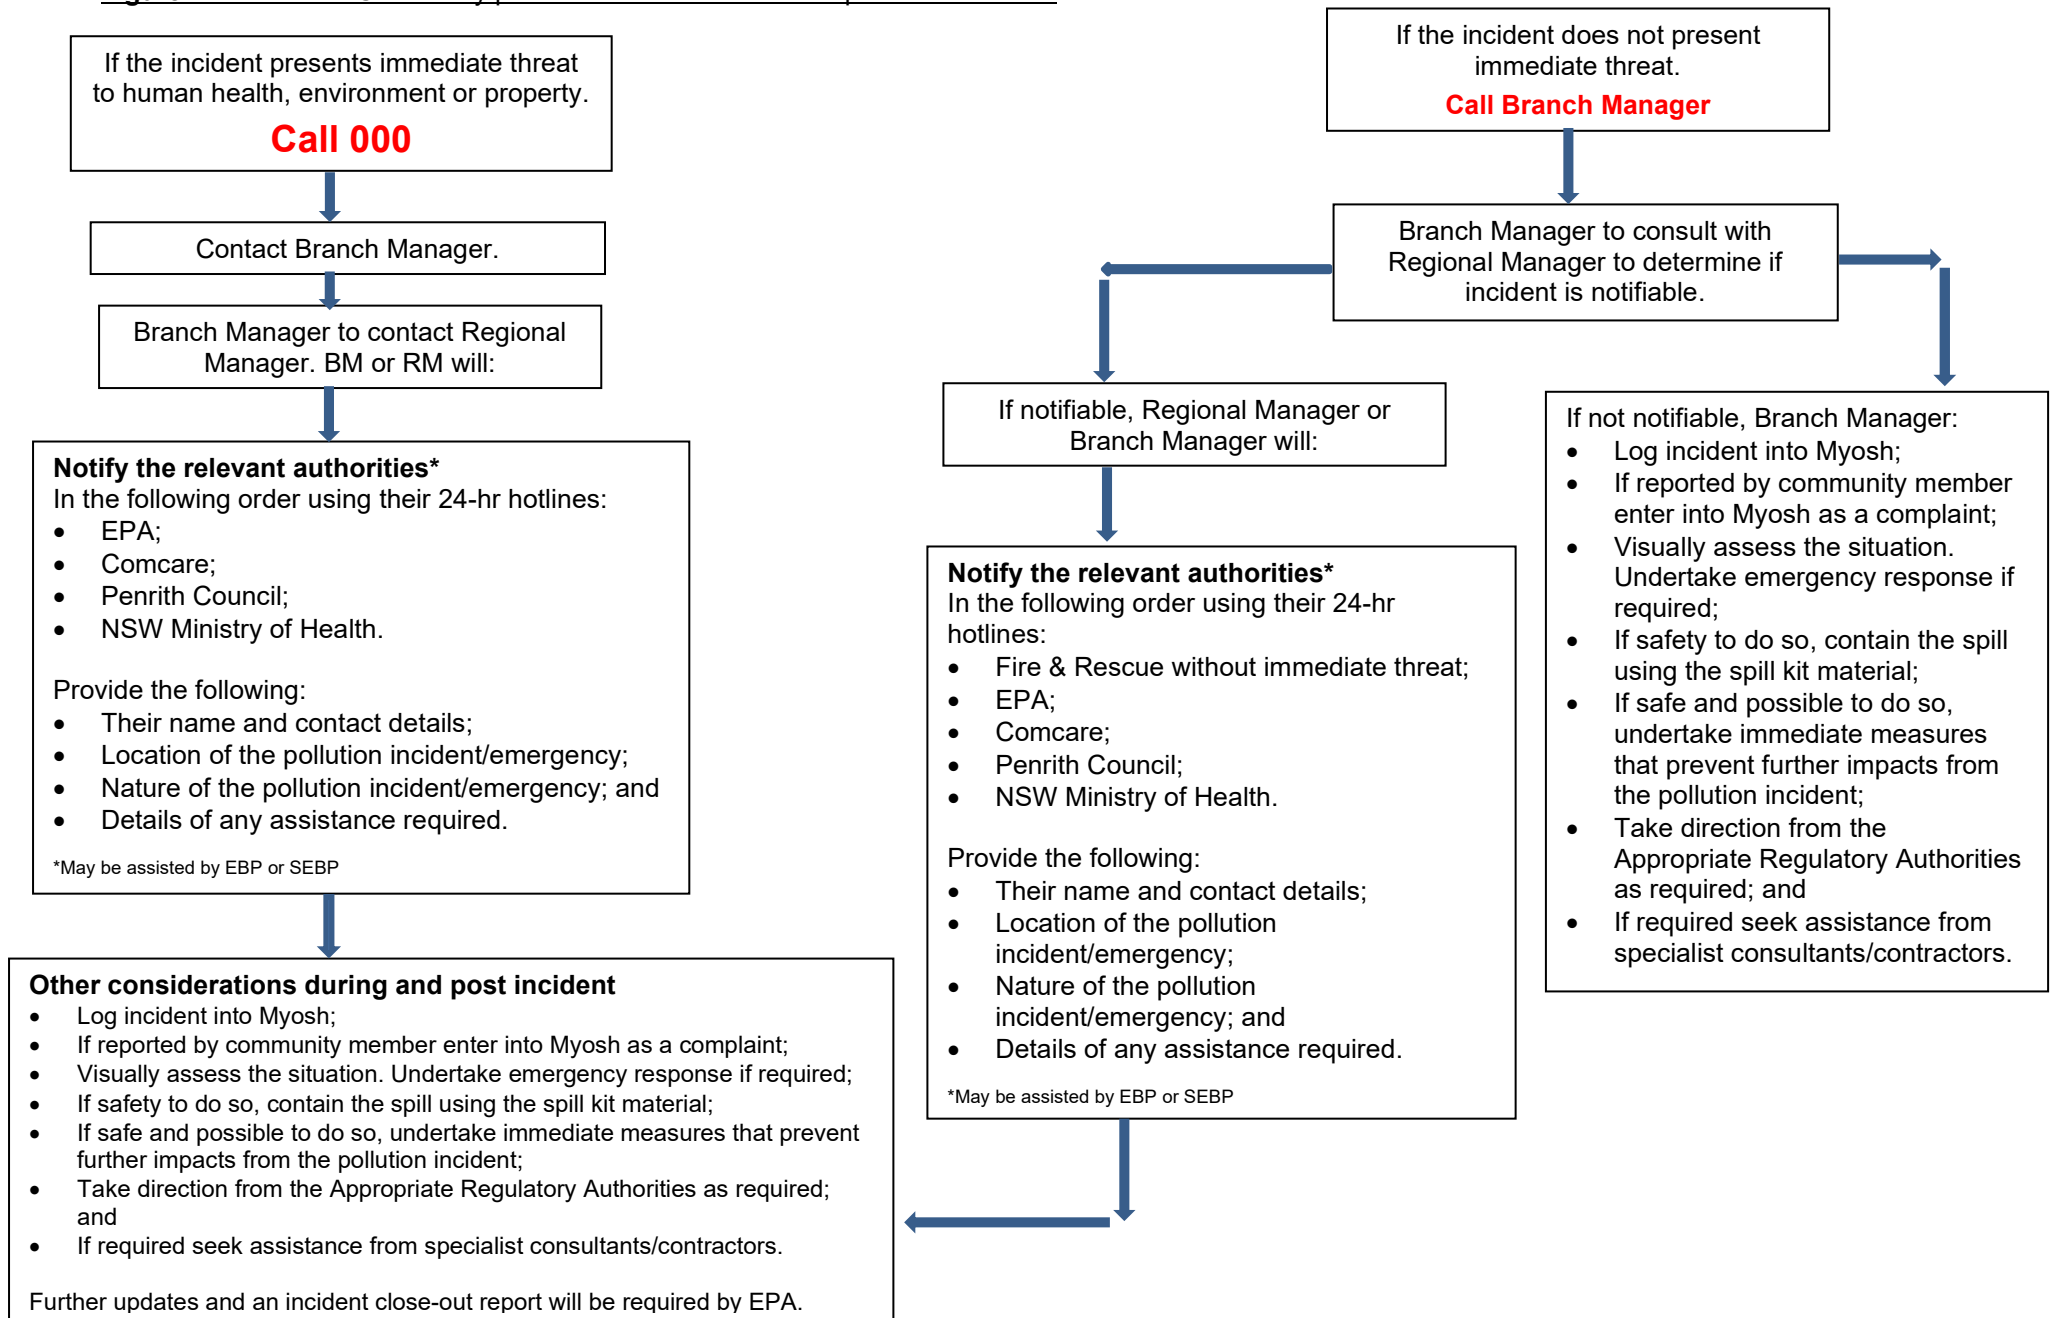 If the incident presents immediate threat
to human health, environment or property.
Call 000
Contact Branch Manager.
Branch Manager to contact Regional
Manager. BM or RM will:
Notify the relevant authorities*
In the following order using their 24-hr hotlines:
• EPA;
• Comcare;
• Penrith Council;
• NSW Ministry of Health.
Provide the following:
• Their name and contact details;
• Location of the pollution incident/emergency;
• Nature of the pollution incident/emergency; and
• Details of any assistance required.
*May be assisted by EBP or SEBP
Other considerations during and post incident
• Log incident into Myosh;
• If reported by community member enter into Myosh as a complaint;
• Visually assess the situation. Undertake emergency response if required;
• If safety to do so, contain the spill using the spill kit material;
• If safe and possible to do so, undertake immediate measures that prevent
further impacts from the pollution incident;
• Take direction from the Appropriate Regulatory Authorities as required;
and
• If required seek assistance from specialist consultants/contractors.
Further updates and an incident close-out report will be required by EPA.
If the incident does not present
immediate threat.
Call Branch Manager
Branch Manager to consult with
Regional Manager to determine if
incident is notifiable.
If notifiable, Regional Manager or
Branch Manager will:
Notify the relevant authorities*
In the following order using their 24-hr
hotlines:
• Fire & Rescue without immediate threat;
• EPA;
• Comcare;
• Penrith Council;
• NSW Ministry of Health.
Provide the following:
• Their name and contact details;
• Location of the pollution
incident/emergency;
• Nature of the pollution
incident/emergency; and
• Details of any assistance required.
*May be assisted by EBP or SEBP
If not notifiable, Branch Manager:
• Log incident into Myosh;
• If reported by community member
enter into Myosh as a complaint;
• Visually assess the situation.
Undertake emergency response if
required;
• If safety to do so, contain the spill
using the spill kit material;
• If safe and possible to do so,
undertake immediate measures
that prevent further impacts from
the pollution incident;
• Take direction from the
Appropriate Regulatory Authorities
as required; and
• If required seek assistance from
specialist consultants/contractors.